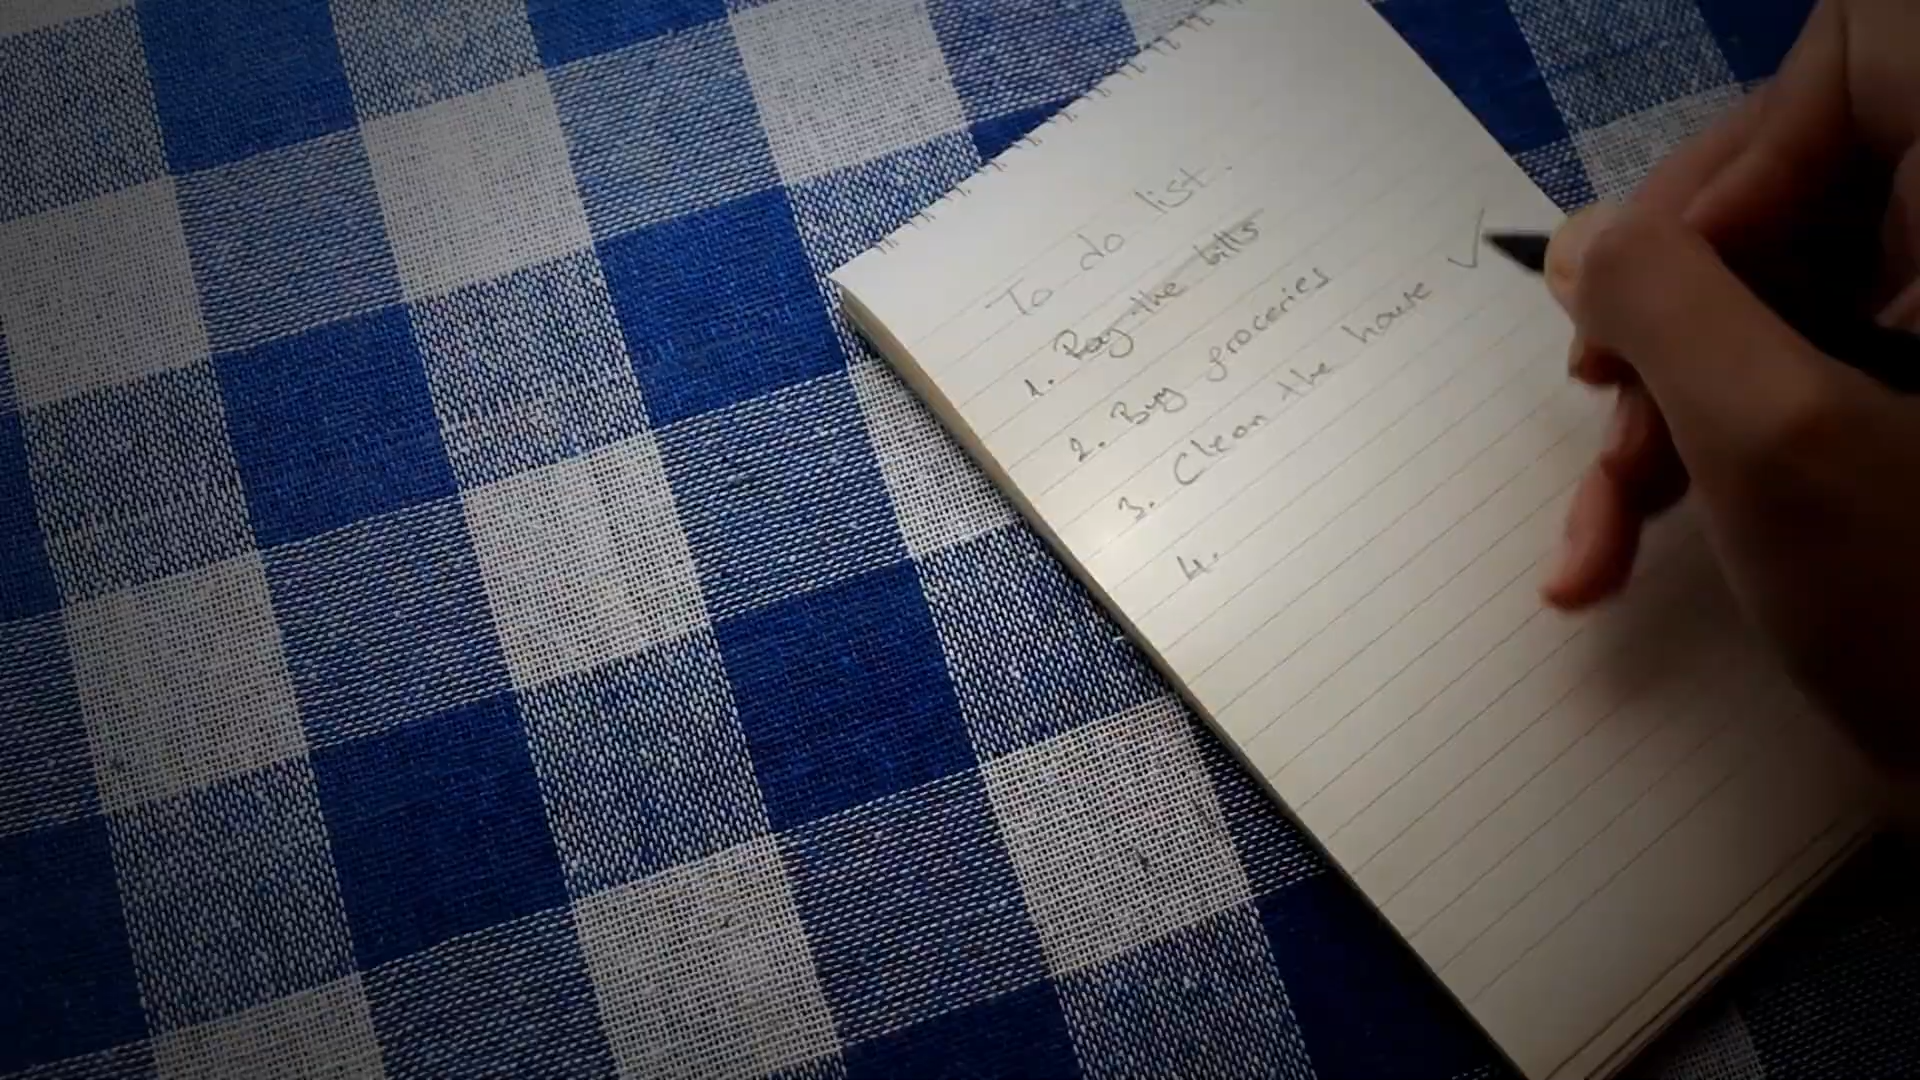 To do list.
1. Pay the bills
2. Buy groceries
3. Clean the house ✓
4.